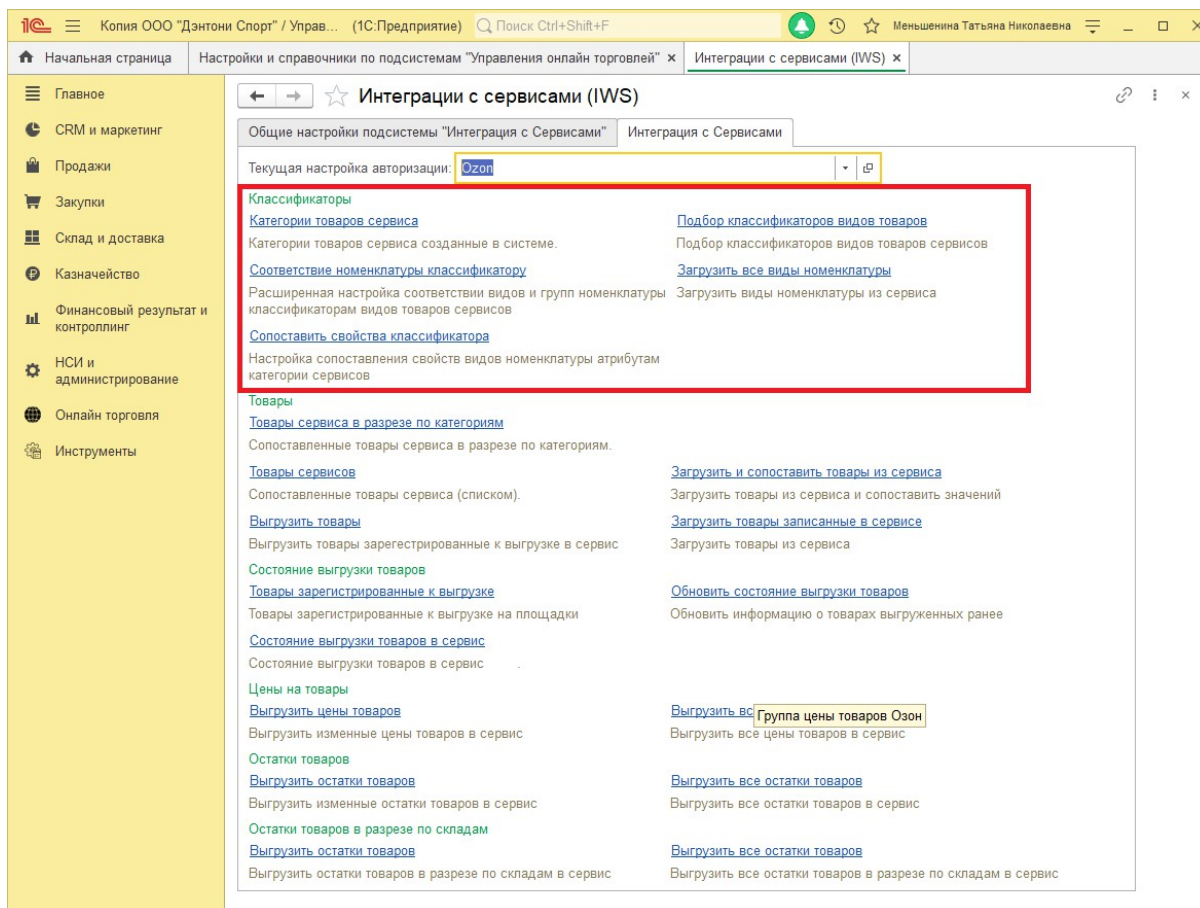 1С Копия ООО "Дэнтони Спорт" / Управ... (1С:Предприятие) Поиск Ctrl+Shift+F Меньшенина Татьяна Николаевна
Начальная страница Настройки и справочники по подсистемам "Управления онлайн торговлей" × Интеграции с сервисами (IWS) ×
Главное
CRM и маркетинг
Продажи
Закупки
Склад и доставка
Казначейство
Финансовый результат и
контроллинг
НСИ и
администрирование
Онлайн торговля
Инструменты
Интеграции с сервисами (IWS)
Общие настройки подсистемы "Интеграция с Сервисами" Интеграция с Сервисами
Текущая настройка авторизации: Ozon
Классификаторы
Категории товаров сервиса Подбор классификаторов видов товаров
Категории товаров сервиса созданные в системе. Подбор классификаторов видов товаров сервисов
Соответствие номенклатуры классификатору Загрузить все виды номенклатуры
Расширенная настройка соответствии видов и групп номенклатуры Загрузить виды номенклатуры из сервиса
классификаторам видов товаров сервисов
Сопоставить свойства классификатора
Настройка сопоставления свойств видов номенклатуры атрибутам
категории сервисов
Товары
Товары сервиса в разрезе по категориям
Сопоставленные товары сервиса в разрезе по категориям.
Товары сервисов Загрузить и сопоставить товары из сервиса
Сопоставленные товары сервиса (списком). Загрузить товары из сервиса и сопоставить значений
Выгрузить товары Загрузить товары записанные в сервисе
Выгрузить товары зарегестрированные к выгрузке в сервис Загрузить товары из сервиса
Состояние выгрузки товаров
Товары зарегистрированные к выгрузке Обновить состояние выгрузки товаров
Товары зарегистрированные к выгрузке на площадки Обновить информацию о товарах выгруженных ранее
Состояние выгрузки товаров в сервис
Состояние выгрузки товаров в сервис .
Цены на товары
Выгрузить цены товаров Выгрузить вс Группа цены товаров Озон
Выгрузить изменные цены товаров в сервис Выгрузить все цены товаров в сервис
Остатки товаров
Выгрузить остатки товаров Выгрузить все остатки товаров
Выгрузить изменные остатки товаров в сервис Выгрузить все остатки товаров в сервис
Остатки товаров в разрезе по складам
Выгрузить остатки товаров Выгрузить все остатки товаров
Выгрузить остатки товаров в разрезе по складам в сервис Выгрузить все остатки товаров в разрезе по складам в сервис